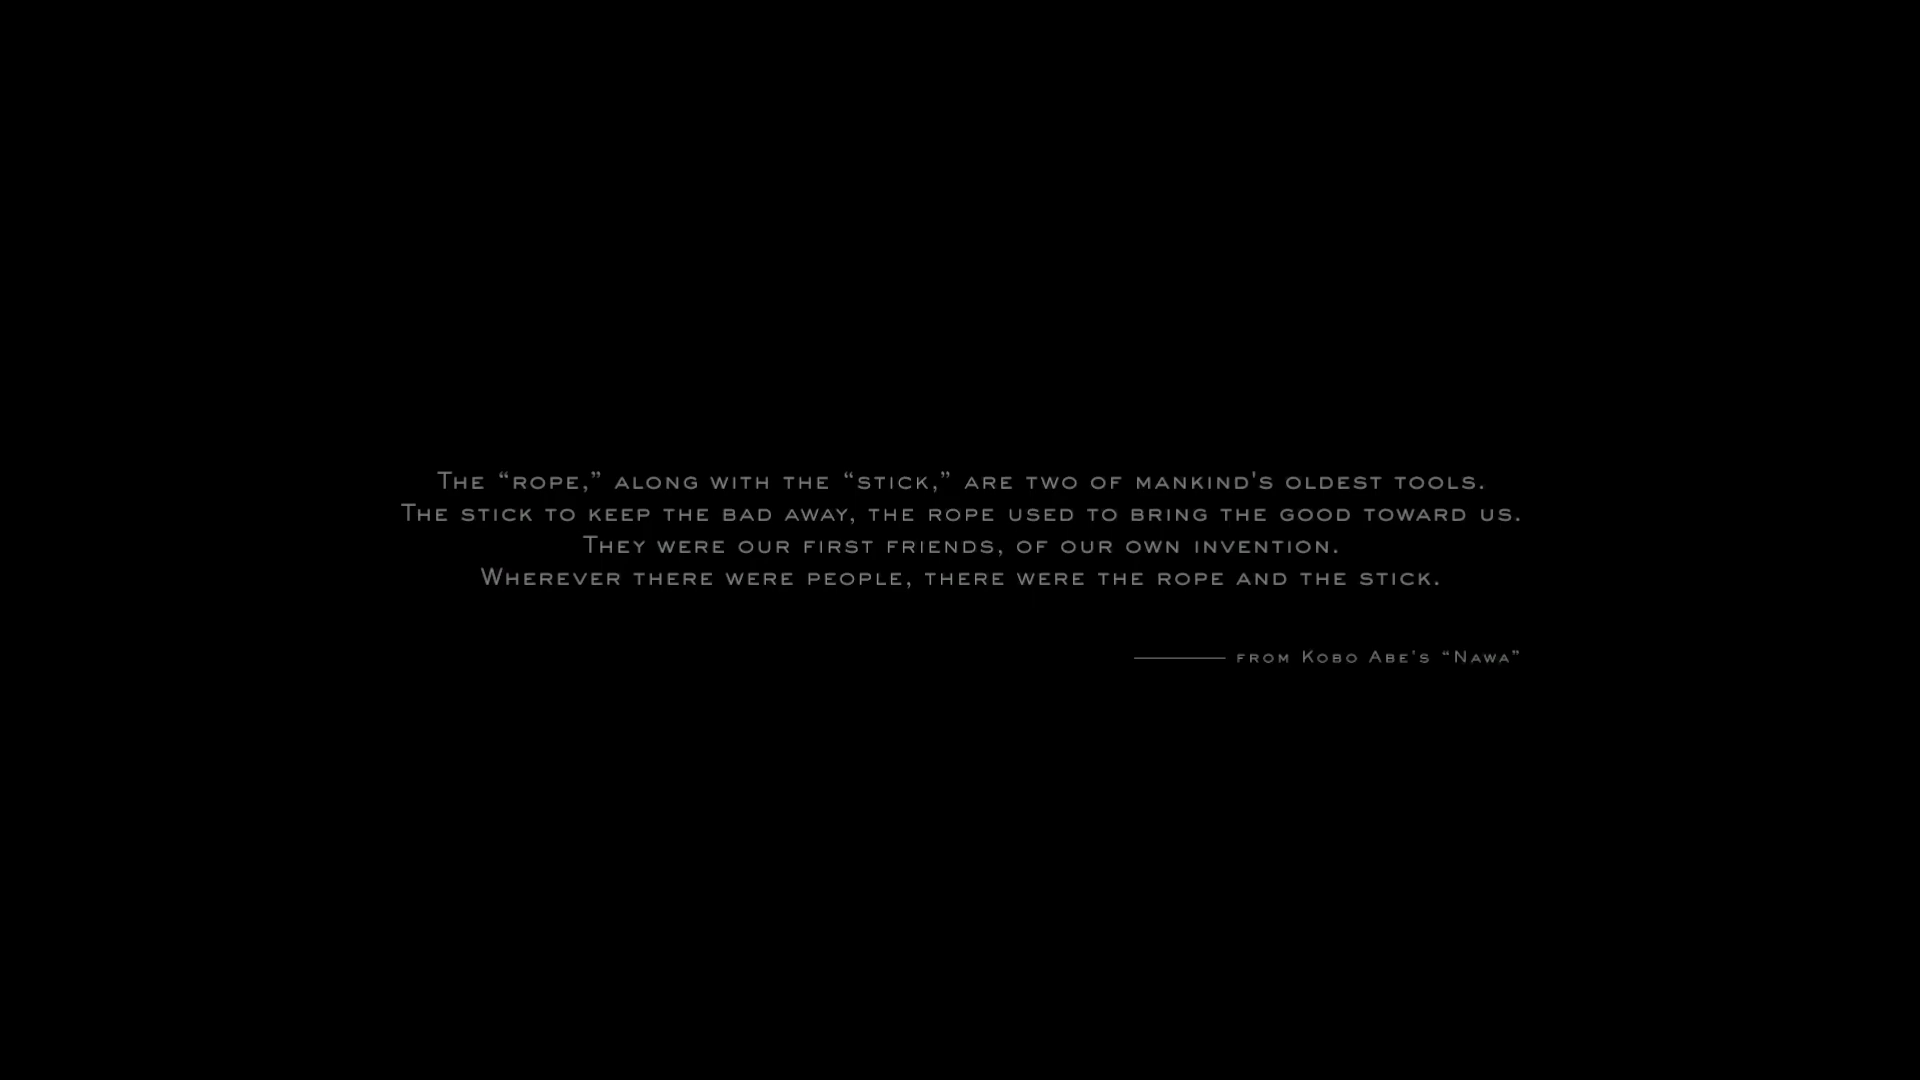 The “rope,” along with the “stick,” are two of mankind's oldest tools.
The stick to keep the bad away, the rope used to bring the good toward us.
They were our first friends, of our own invention.
Wherever there were people, there were the rope and the stick.
——— from Kobo Abe's “Nawa”